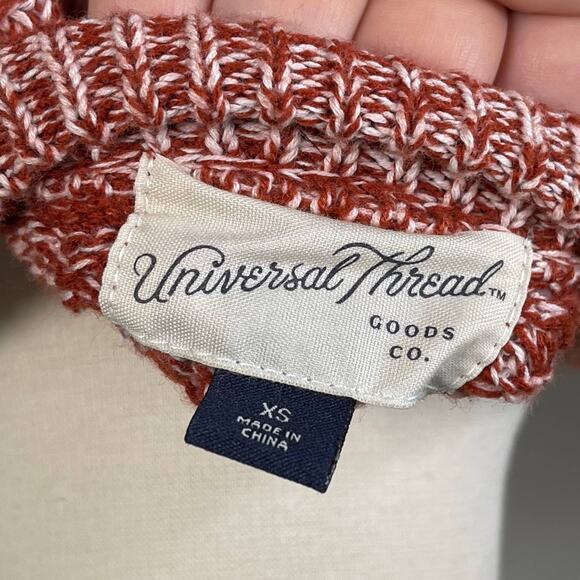 Universal Thread™
GOODS
CO.
XS
MADE IN
CHINA